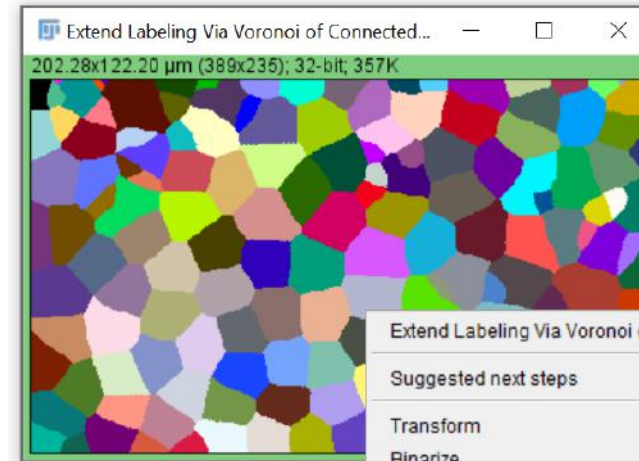 Extend Labeling Via Voronoi of Connected...
202.28x122.20 µm (389x235); 32-bit; 357K
Extend Labeling Via Voronoi
Suggested next steps
Transform
Binarize